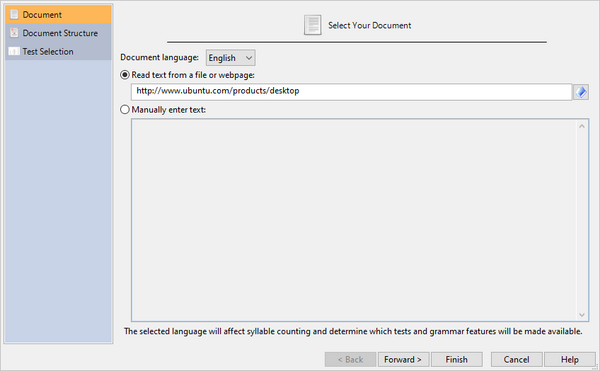 Document
Document Structure
Test Selection
Select Your Document
Document language: English
Read text from a file or webpage:
http://www.ubuntu.com/products/desktop
Manually enter text:
The selected language will affect syllable counting and determine which tests and grammar features will be made available.
< Back Forward > Finish Cancel Help